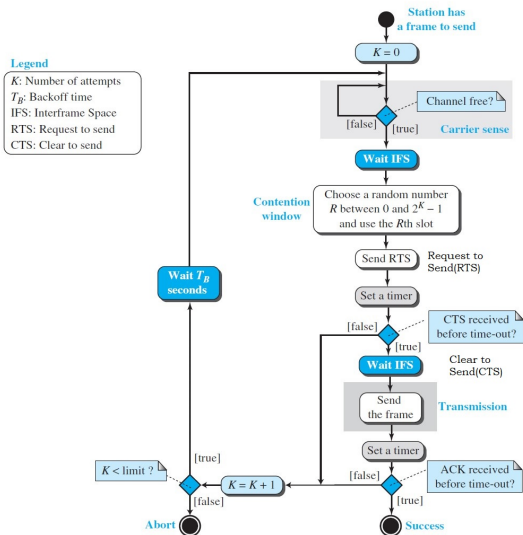 Station has
a frame to send
Legend
K: Number of attempts
T_B: Backoff time
IFS: Interframe Space
RTS: Request to send
CTS: Clear to send
K = 0
Channel free?
[false]
[true]
Carrier sense
Wait IFS
Contention
window
Choose a random number
R between 0 and 2^K − 1
and use the Rth slot
Send RTS
Request to
Send(RTS)
Wait T_B
seconds
Set a timer
[false]
CTS received
before time-out?
[true]
Wait IFS
Clear to
Send(CTS)
Send
the frame
Transmission
Set a timer
[true]
K < limit ?
K = K + 1
[false]
ACK received
before time-out?
[false]
[true]
Abort
Success